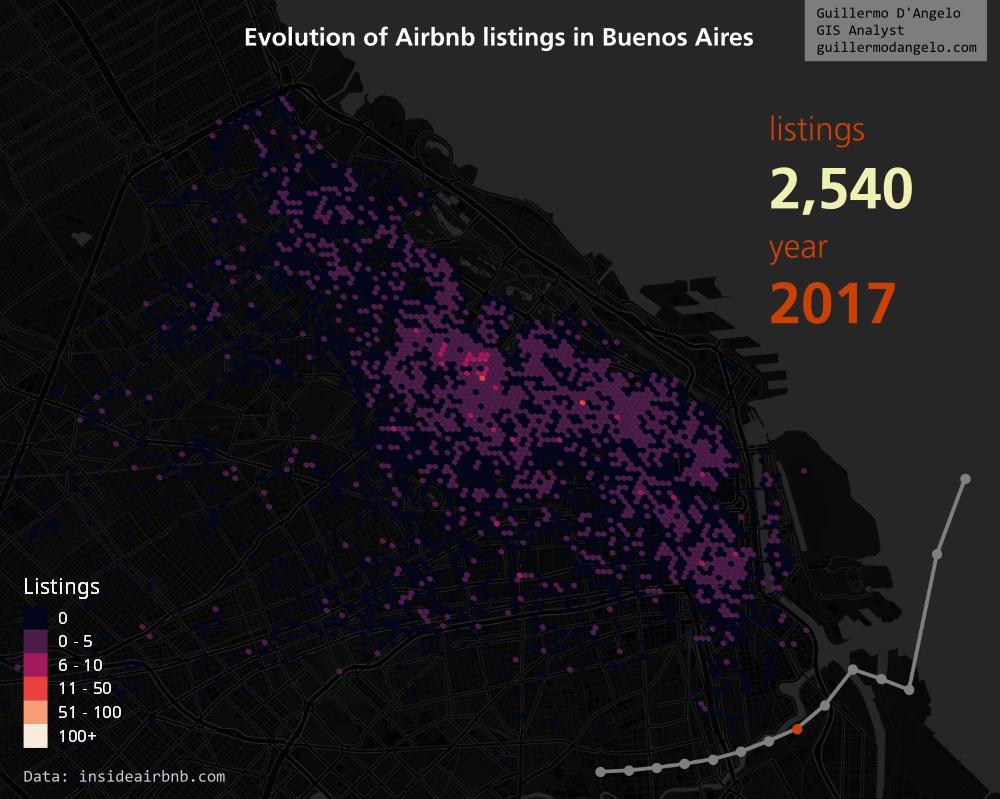 Evolution of Airbnb listings in Buenos Aires
Guillermo D'Angelo
GIS Analyst
guillermodangelo.com
listings
2,540
year
2017
Listings
0
0 - 5
6 - 10
11 - 50
51 - 100
100+
Data: insideairbnb.com